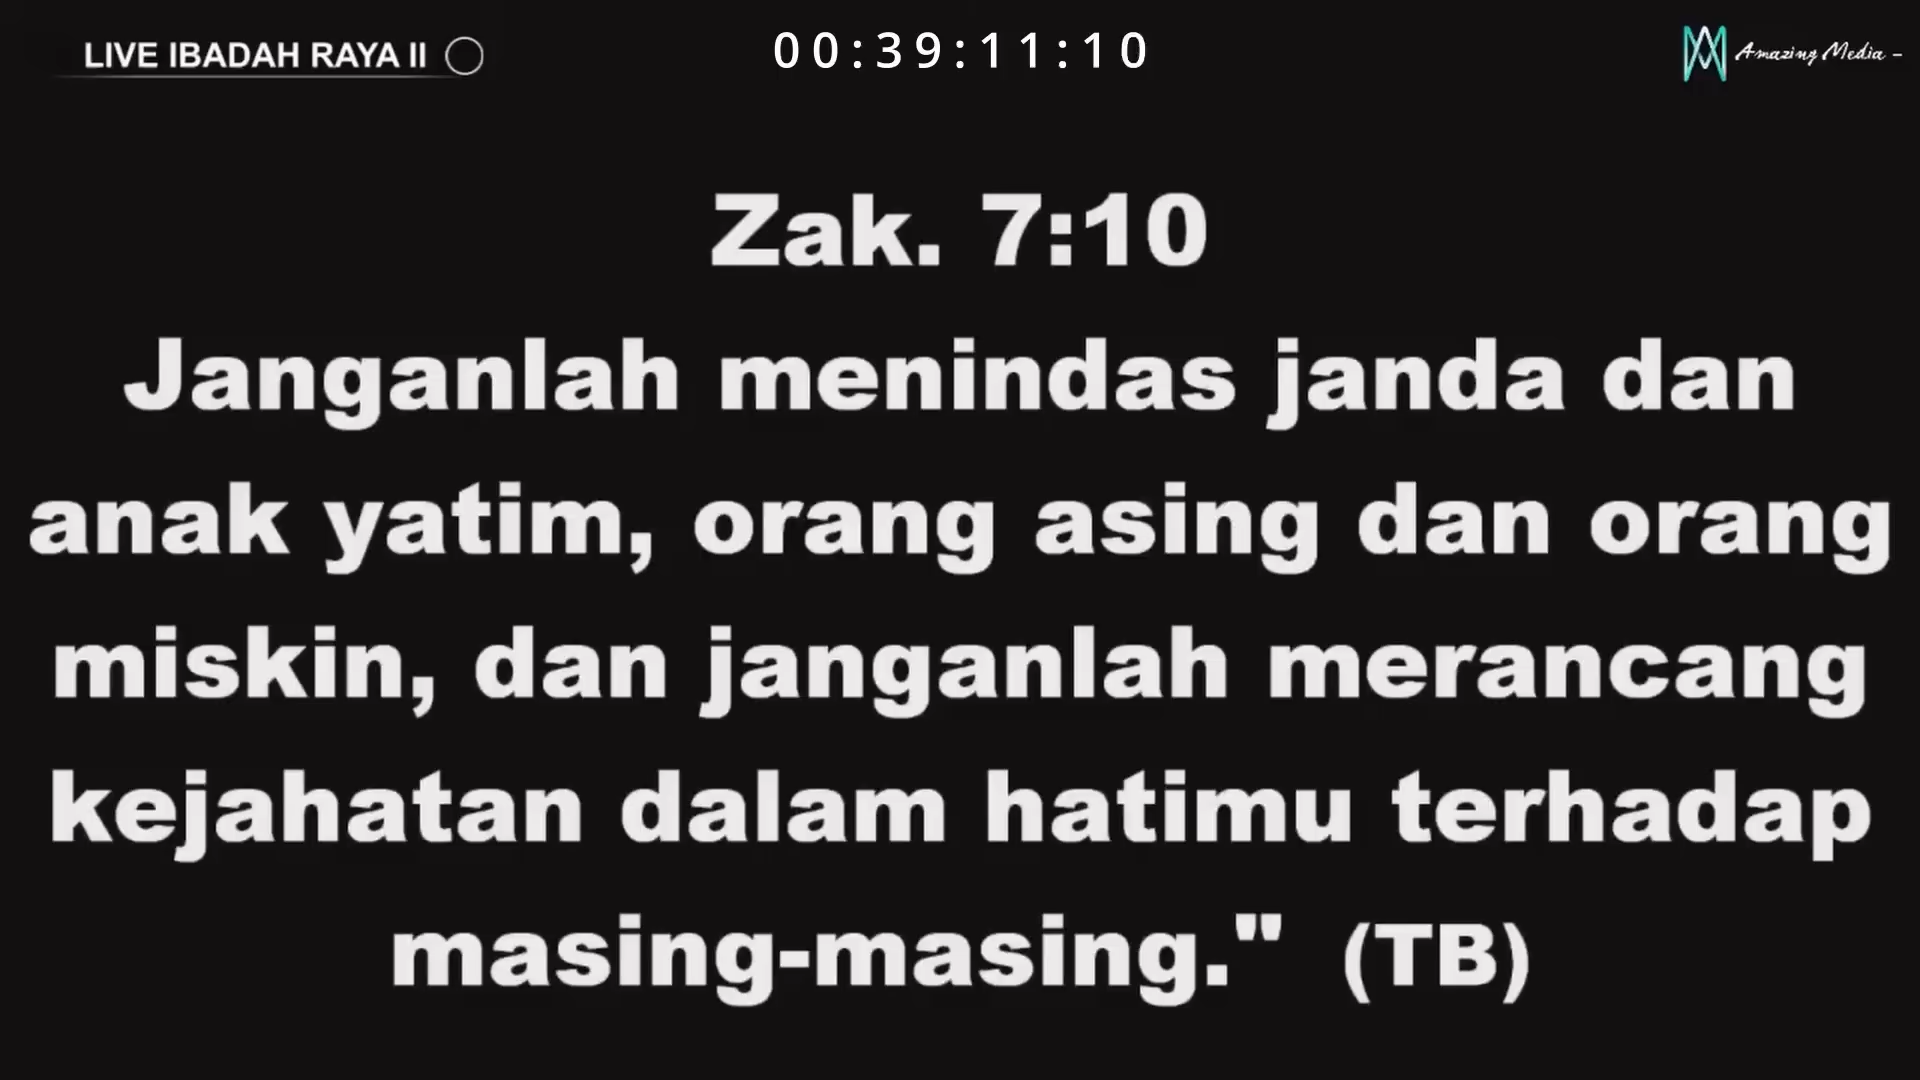 LIVE IBADAH RAYA II
00:39:11:10
Amazing Media -
Zak. 7:10
Janganlah menindas janda dan
anak yatim, orang asing dan orang
miskin, dan janganlah merancang
kejahatan dalam hatimu terhadap
masing-masing." (TB)